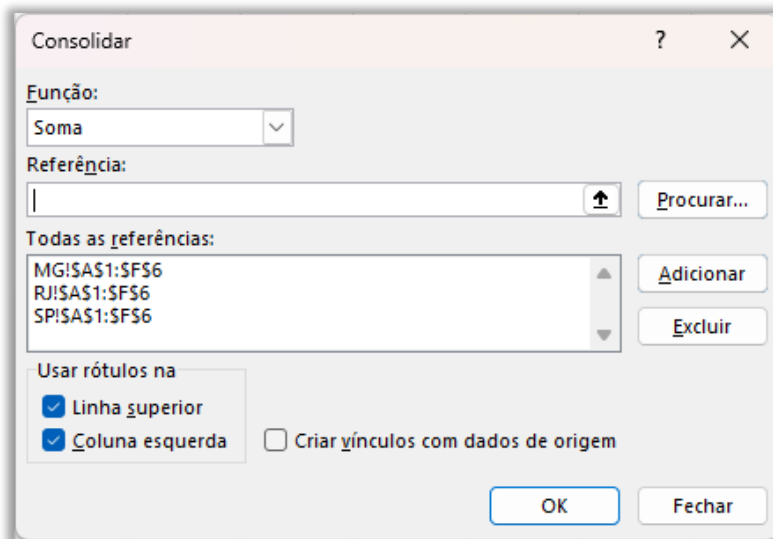 Consolidar
?
Função:
Soma
Referência:
Procurar...
Todas as referências:
MG!$A$1:$F$6
RJ!$A$1:$F$6
SP!$A$1:$F$6
Adicionar
Excluir
Usar rótulos na
Linha superior
Coluna esquerda
Criar vínculos com dados de origem
OK
Fechar